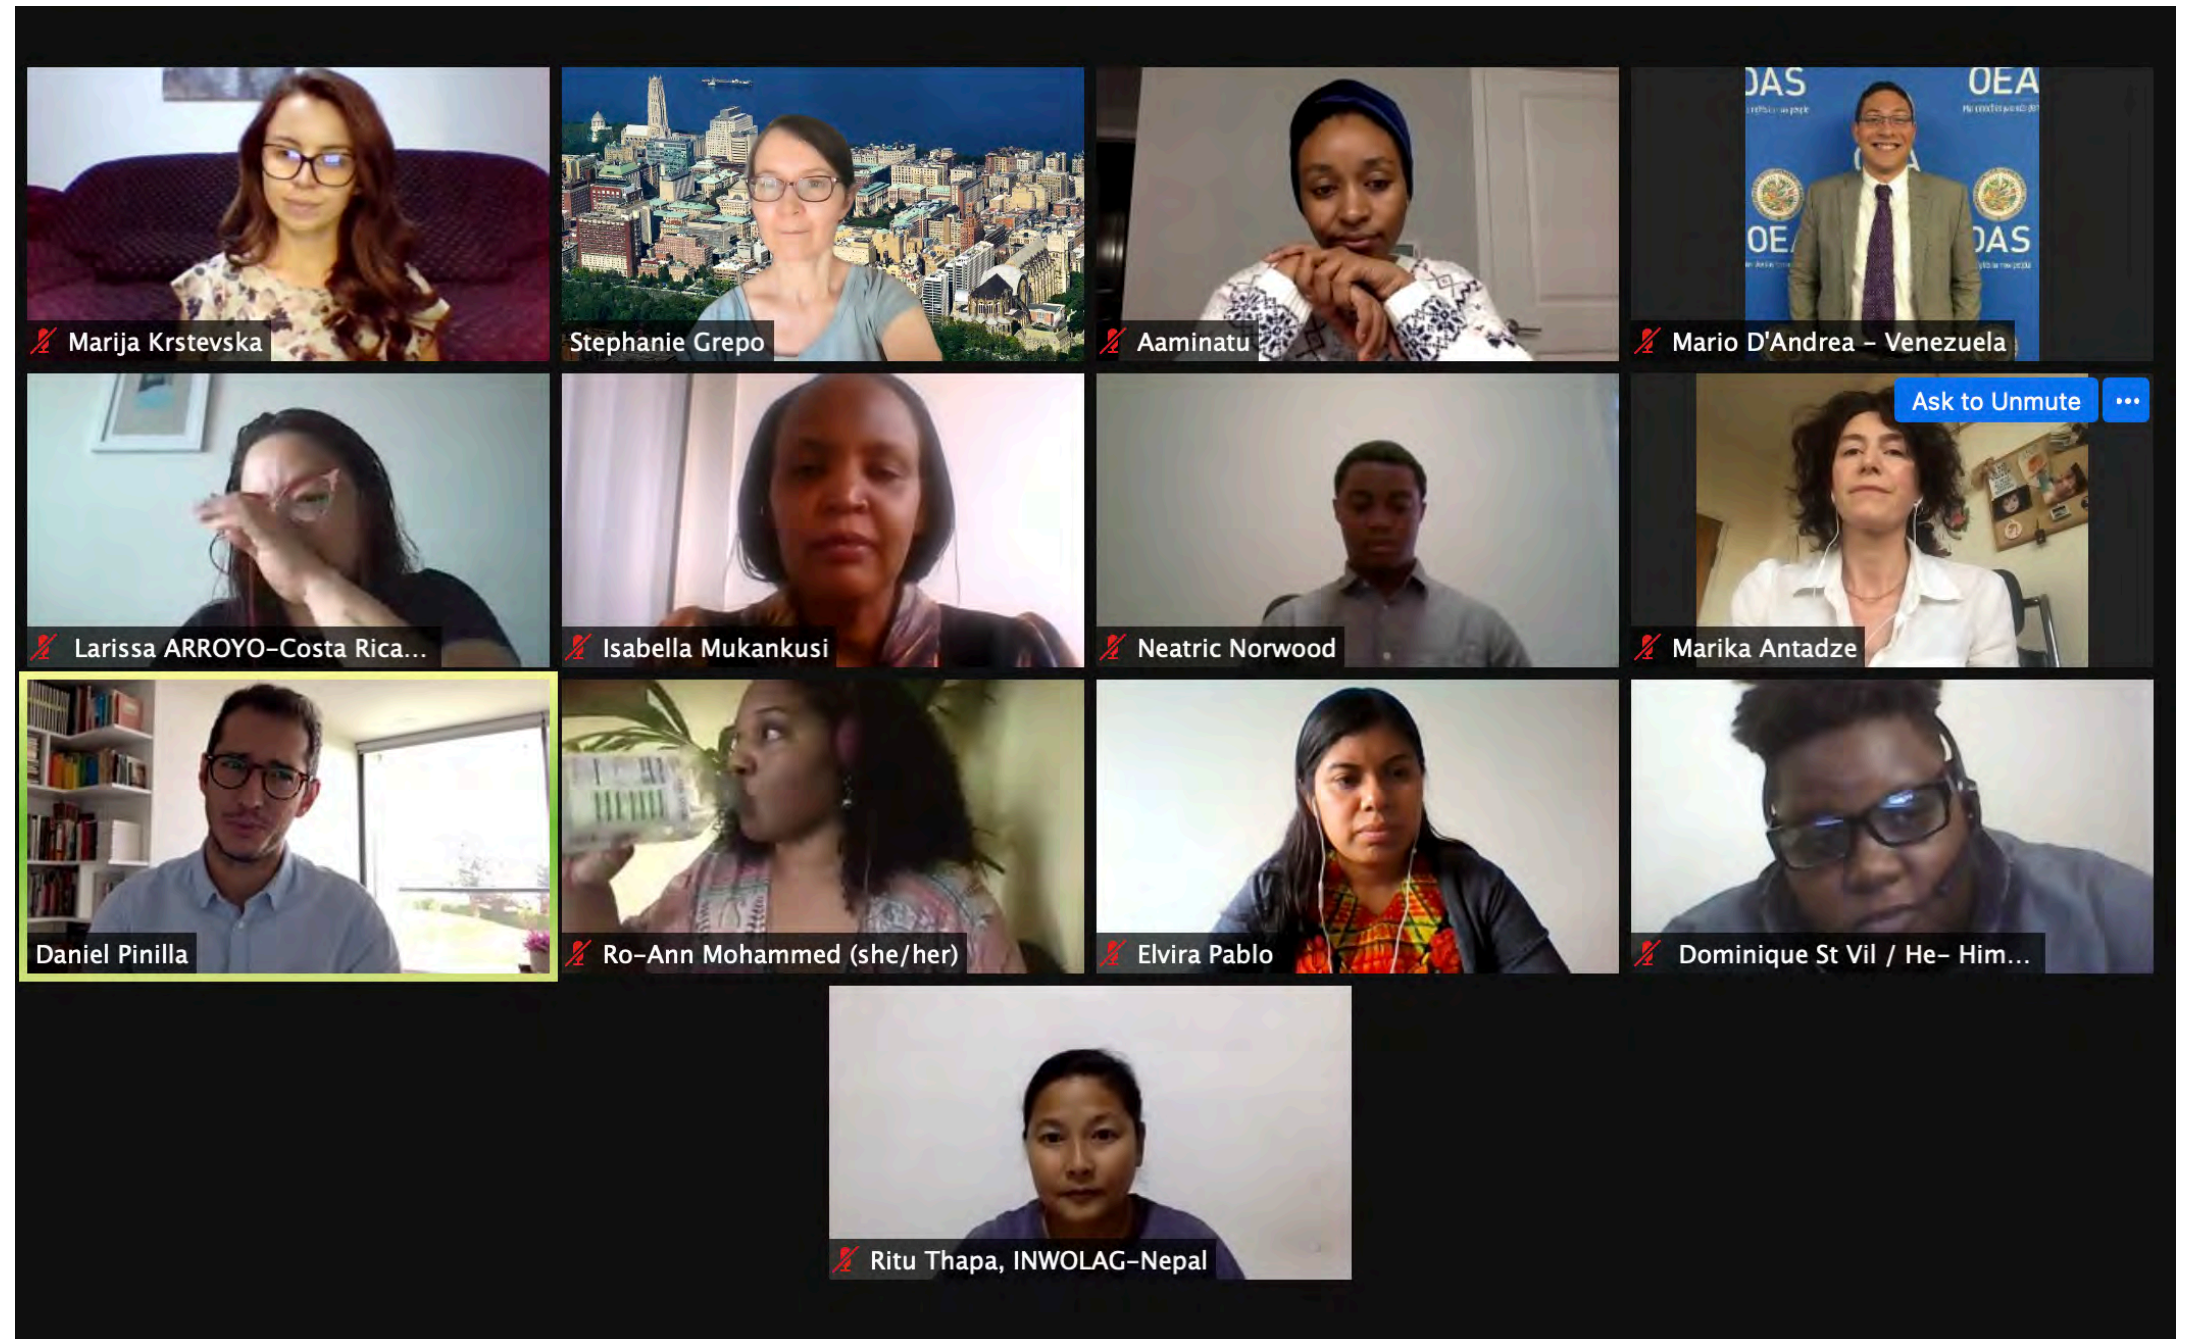 Marija Krstevska
Stephanie Grepo
Aaminatu
OAS
OEA
OEA
OAS
Mario D'Andrea – Venezuela
Larissa ARROYO–Costa Rica...
Isabella Mukankusi
Neatric Norwood
Ask to Unmute ...
Marika Antadze
Daniel Pinilla
Ro–Ann Mohammed (she/her)
Elvira Pablo
Dominique St Vil / He– Him...
Ritu Thapa, INWOLAG–Nepal